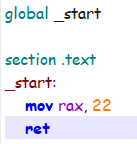 global _start
section .text
_start:
mov rax, 22
ret